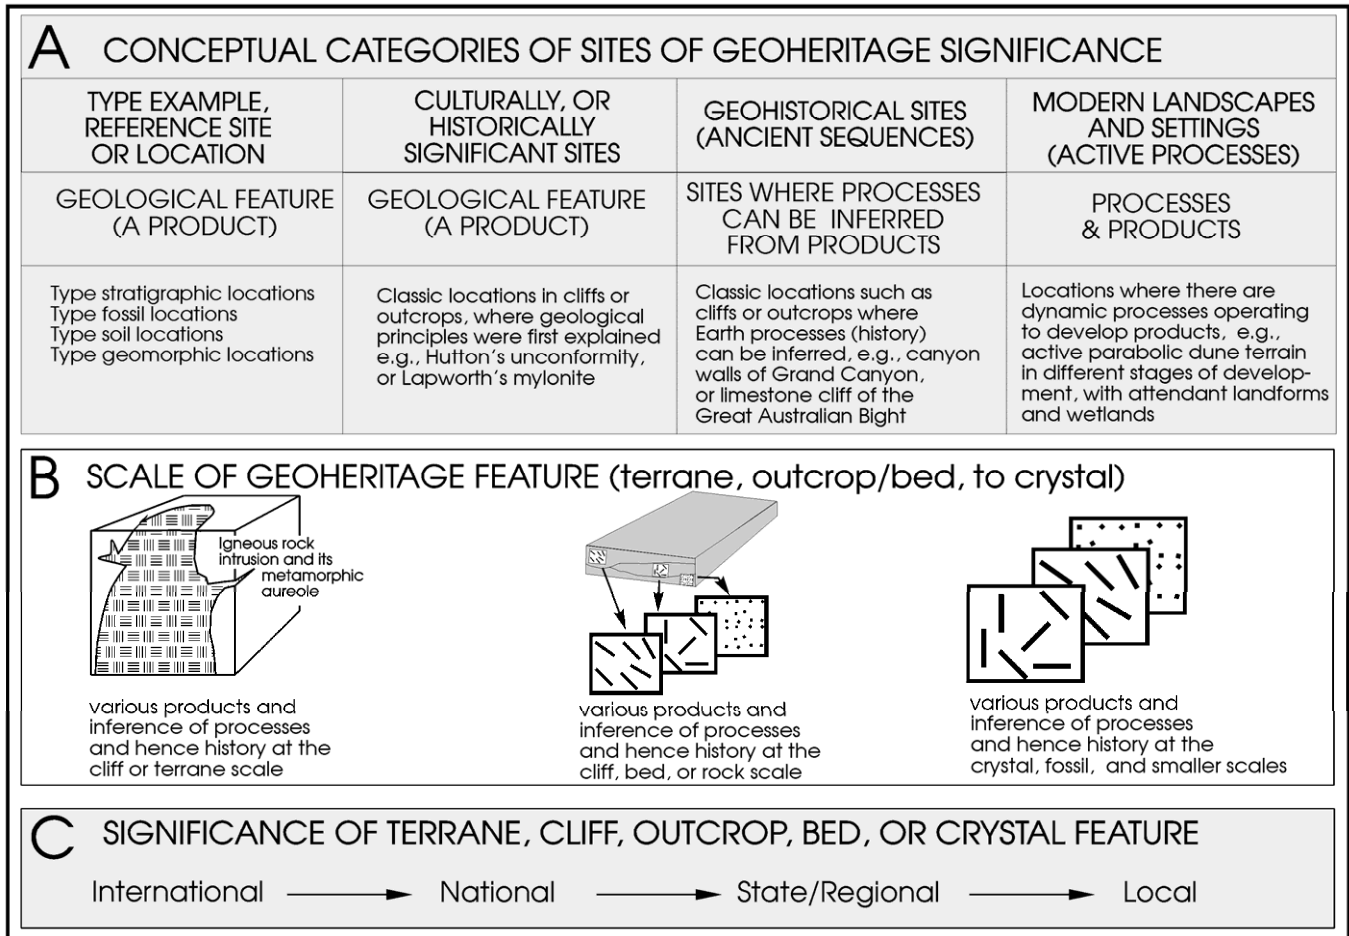 A CONCEPTUAL CATEGORIES OF SITES OF GEOHERITAGE SIGNIFICANCE
TYPE EXAMPLE,
REFERENCE SITE
OR LOCATION
CULTURALLY, OR
HISTORICALLY
SIGNIFICANT SITES
GEOHISTORICAL SITES
(ANCIENT SEQUENCES)
MODERN LANDSCAPES
AND SETTINGS
(ACTIVE PROCESSES)
GEOLOGICAL FEATURE
(A PRODUCT)
GEOLOGICAL FEATURE
(A PRODUCT)
SITES WHERE PROCESSES
CAN BE INFERRED
FROM PRODUCTS
PROCESSES
& PRODUCTS
Type stratigraphic locations
Type fossil locations
Type soil locations
Type geomorphic locations
Classic locations in cliffs or
outcrops, where geological
principles were first explained
e.g., Hutton's unconformity,
or Lapworth's mylonite
Classic locations such as
cliffs or outcrops where
Earth processes (history)
can be inferred, e.g., canyon
walls of Grand Canyon,
or limestone cliff of the
Great Australian Bight
Locations where there are
dynamic processes operating
to develop products, e.g.,
active parabolic dune terrain
in different stages of develop-
ment, with attendant landforms
and wetlands
B SCALE OF GEOHERITAGE FEATURE (terrane, outcrop/bed, to crystal)
Igneous rock
intrusion and its
metamorphic
aureole
various products and
inference of processes
and hence history at the
cliff or terrane scale
various products and
inference of processes
and hence history at the
cliff, bed, or rock scale
various products and
inference of processes
and hence history at the
crystal, fossil, and smaller scales
C SIGNIFICANCE OF TERRANE, CLIFF, OUTCROP, BED, OR CRYSTAL FEATURE
International National State/Regional Local